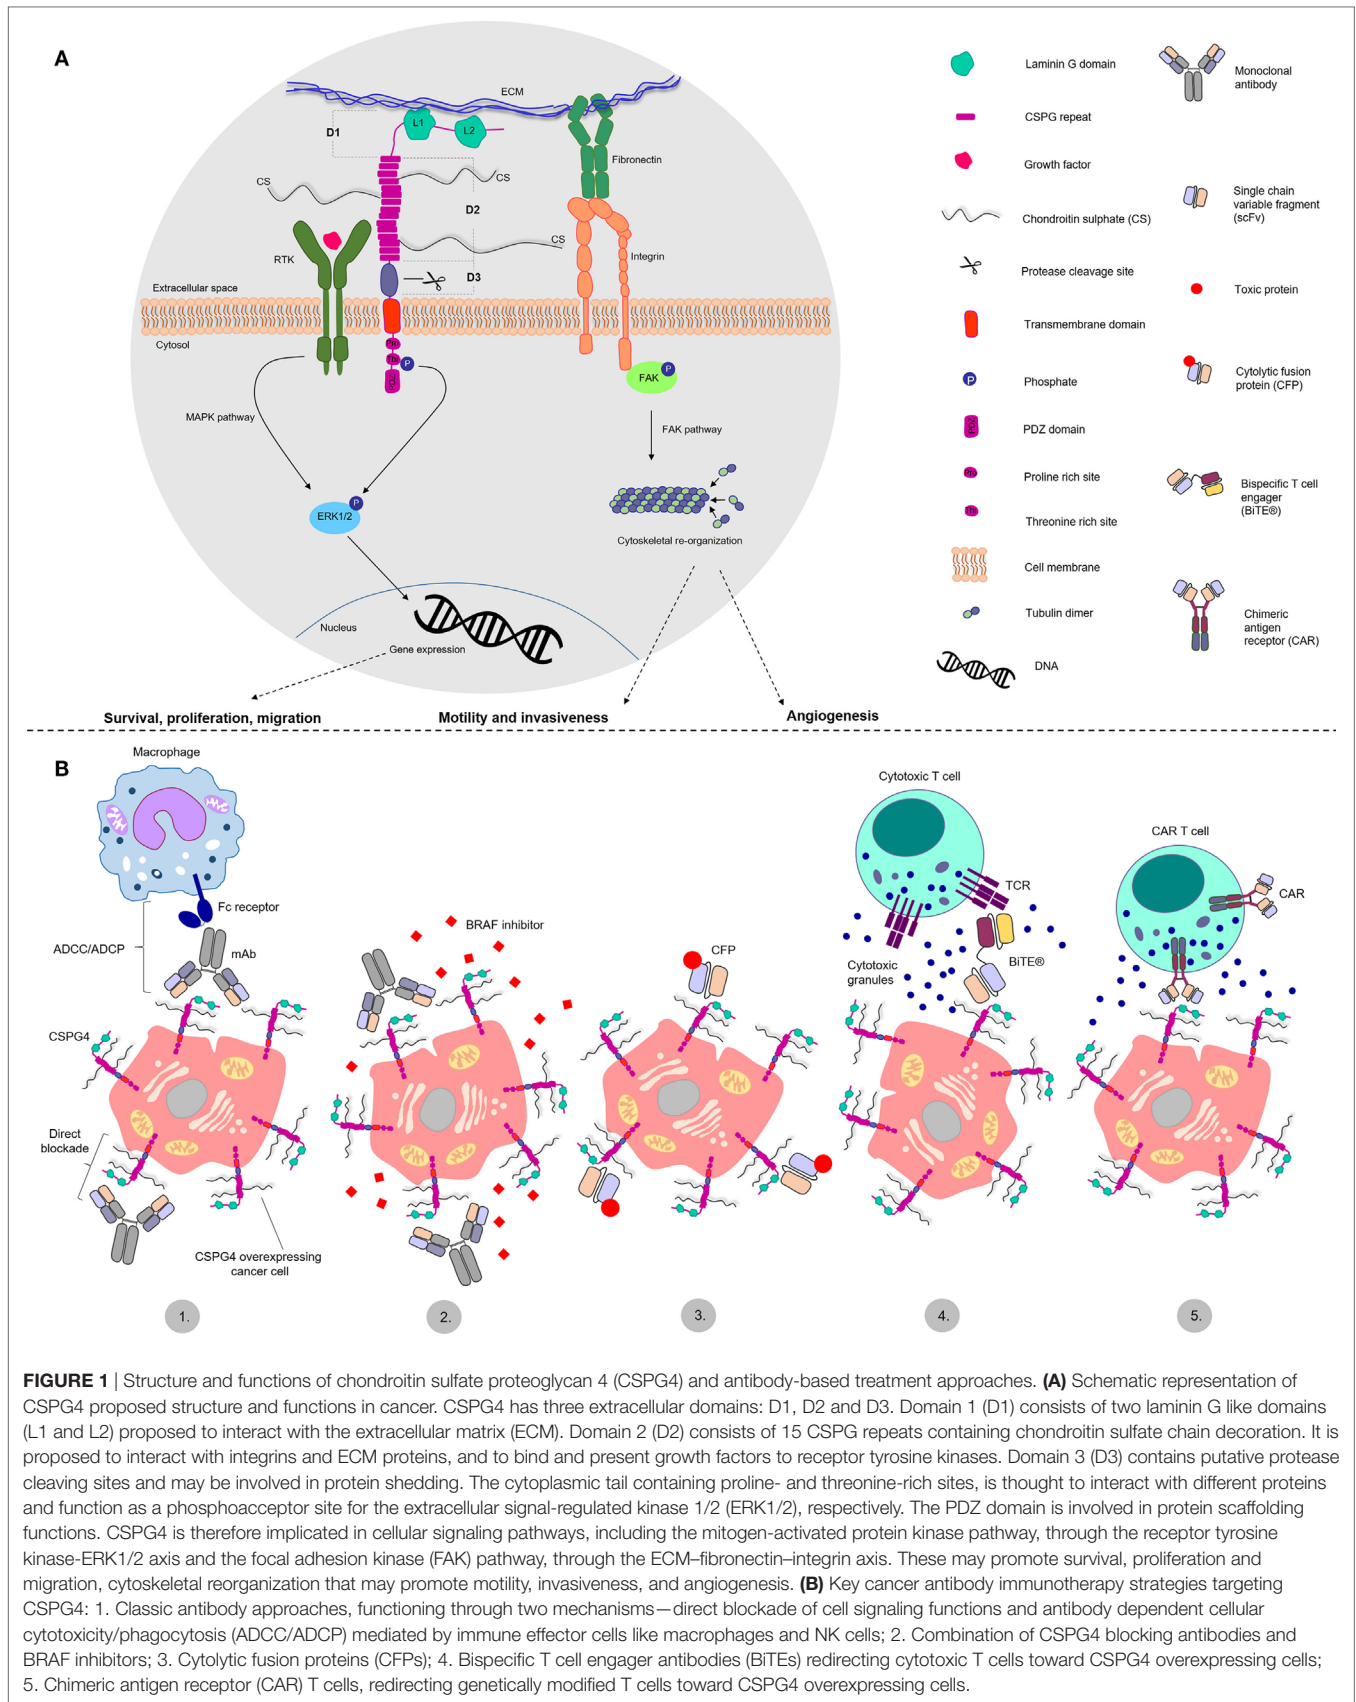 A
ECM
D1
L1
L2
Fibronectin
CS
CS
D2
RTK
CS
Integrin
D3
Extracellular space
Cytosol
Pro
Thr
P
PDZ
P
FAK
MAPK pathway
FAK pathway
P
ERK1/2
Cytoskeletal re-organization
Nucleus
Gene expression
Survival, proliferation, migration
Motility and invasiveness
Angiogenesis
Laminin G domain
CSPG repeat
Growth factor
Chondroitin sulphate (CS)
Protease cleavage site
Transmembrane domain
P
Phosphate
PDZ
PDZ domain
Pro
Proline rich site
Thr
Threonine rich site
Cell membrane
Tubulin dimer
DNA
Monoclonal
antibody
Single chain
variable fragment
(scFv)
Toxic protein
Cytolytic fusion
protein (CFP)
Bispecific T cell
engager
(BiTE®)
Chimeric
antigen
receptor (CAR)
B
Macrophage
Fc receptor
ADCC/ADCP
mAb
CSPG4
Direct
blockade
CSPG4 overexpressing
cancer cell
1.
BRAF inhibitor
2.
CFP
3.
Cytotoxic T cell
TCR
BiTE®
Cytotoxic
granules
4.
CAR T cell
CAR
5.
FIGURE 1 | Structure and functions of chondroitin sulfate proteoglycan 4 (CSPG4) and antibody-based treatment approaches. (A) Schematic representation of
CSPG4 proposed structure and functions in cancer. CSPG4 has three extracellular domains: D1, D2 and D3. Domain 1 (D1) consists of two laminin G like domains
(L1 and L2) proposed to interact with the extracellular matrix (ECM). Domain 2 (D2) consists of 15 CSPG repeats containing chondroitin sulfate chain decoration. It is
proposed to interact with integrins and ECM proteins, and to bind and present growth factors to receptor tyrosine kinases. Domain 3 (D3) contains putative protease
cleaving sites and may be involved in protein shedding. The cytoplasmic tail containing proline- and threonine-rich sites, is thought to interact with different proteins
and function as a phosphoacceptor site for the extracellular signal-regulated kinase 1/2 (ERK1/2), respectively. The PDZ domain is involved in protein scaffolding
functions. CSPG4 is therefore implicated in cellular signaling pathways, including the mitogen-activated protein kinase pathway, through the receptor tyrosine
kinase-ERK1/2 axis and the focal adhesion kinase (FAK) pathway, through the ECM–fibronectin–integrin axis. These may promote survival, proliferation and
migration, cytoskeletal reorganization that may promote motility, invasiveness, and angiogenesis. (B) Key cancer antibody immunotherapy strategies targeting
CSPG4: 1. Classic antibody approaches, functioning through two mechanisms—direct blockade of cell signaling functions and antibody dependent cellular
cytotoxicity/phagocytosis (ADCC/ADCP) mediated by immune effector cells like macrophages and NK cells; 2. Combination of CSPG4 blocking antibodies and
BRAF inhibitors; 3. Cytolytic fusion proteins (CFPs); 4. Bispecific T cell engager antibodies (BiTEs) redirecting cytotoxic T cells toward CSPG4 overexpressing cells;
5. Chimeric antigen receptor (CAR) T cells, redirecting genetically modified T cells toward CSPG4 overexpressing cells.